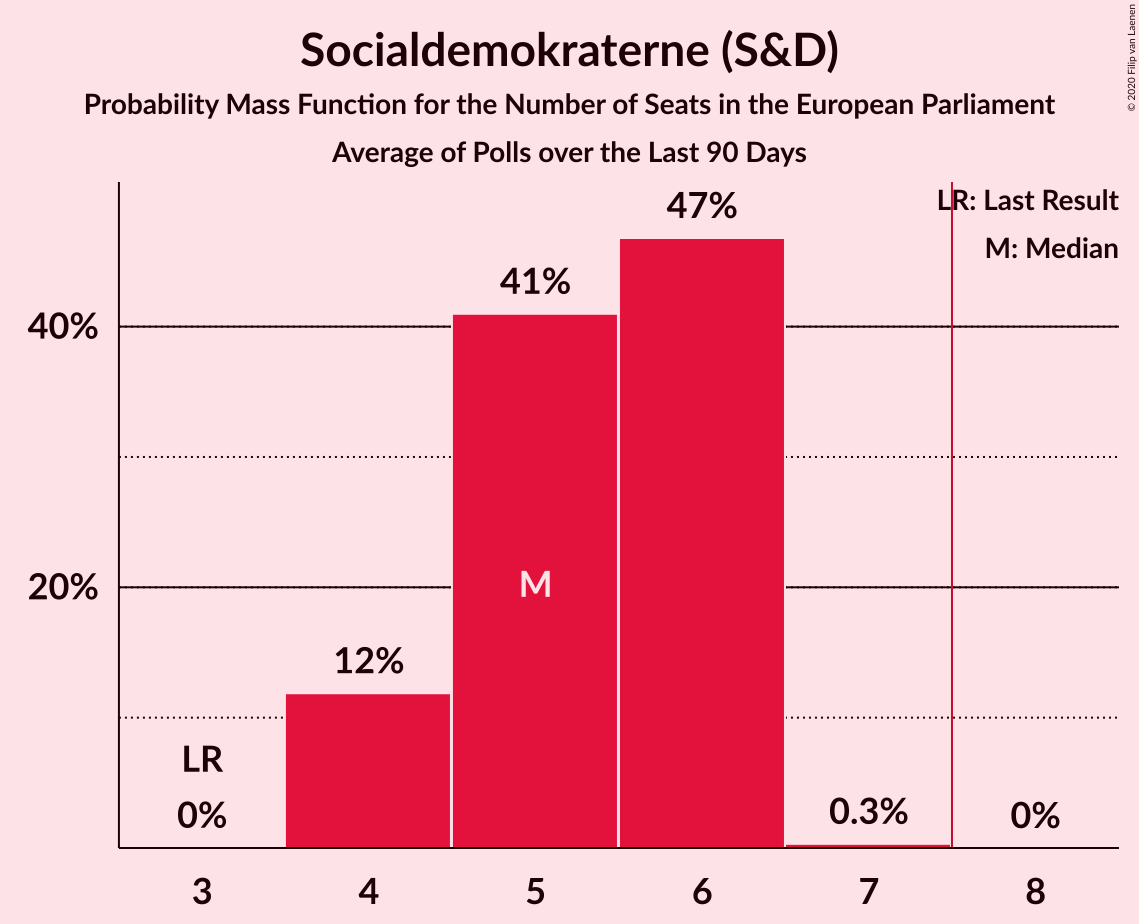 Socialdemokraterne (S&D)
Probability Mass Function for the Number of Seats in the European Parliament
Average of Polls over the Last 90 Days
© 2020 Filip van Laenen
LR: Last Result
M: Median
47%
41%
40%
20%
M
12%
LR
0%
0.3%
0%
3 4 5 6 7 8